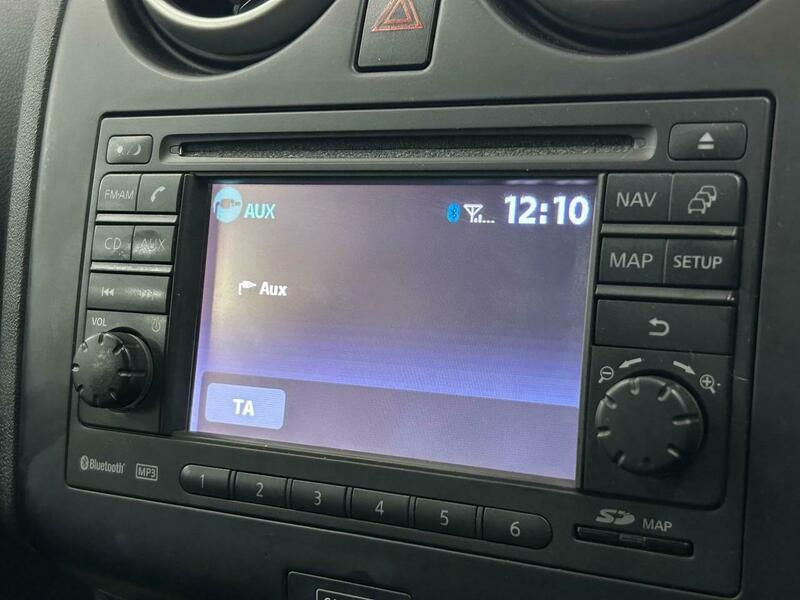 FM·AM
CD AUX
VOL
AUX
12:10
Aux
TA
NAV
MAP SETUP
Bluetooth MP3
1 2 3 4 5 6
SD MAP